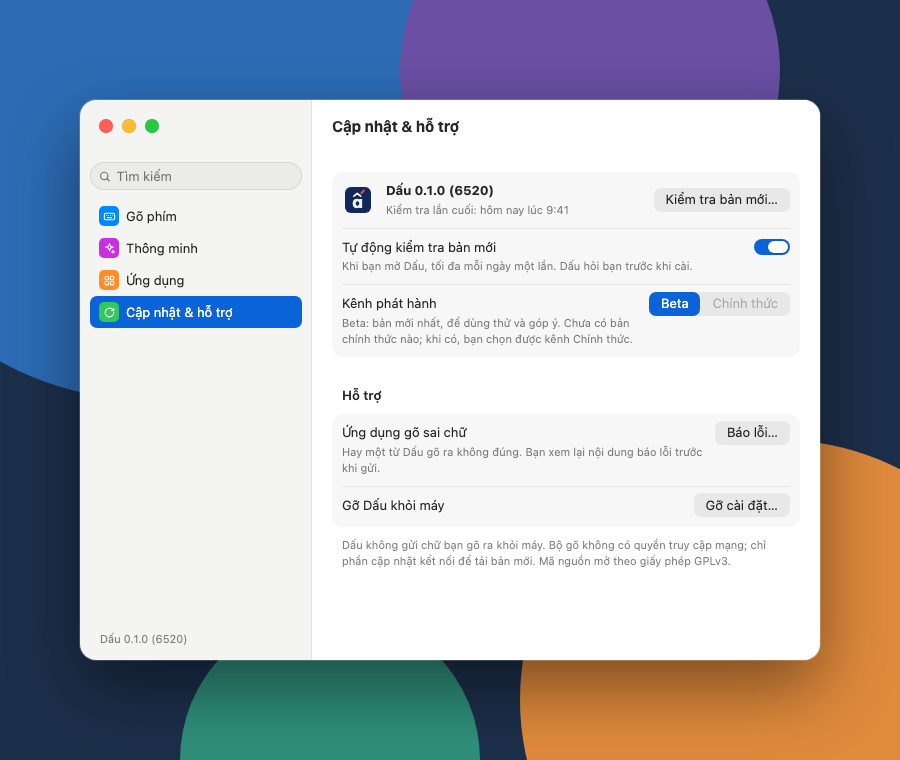 Cập nhật & hỗ trợ
Tìm kiếm
Gõ phím
Thông minh
Ứng dụng
Cập nhật & hỗ trợ
Dấu 0.1.0 (6520)
Kiểm tra lần cuối: hôm nay lúc 9:41
Kiểm tra bản mới...
Tự động kiểm tra bản mới
Khi bạn mở Dấu, tối đa mỗi ngày một lần. Dấu hỏi bạn trước khi cài.
Kênh phát hành
Beta
Chính thức
Beta: bản mới nhất, để dùng thử và góp ý. Chưa có bản
chính thức nào; khi có, bạn chọn được kênh Chính thức.
Hỗ trợ
Ứng dụng gõ sai chữ
Báo lỗi...
Hay một từ Dấu gõ ra không đúng. Bạn xem lại nội dung báo lỗi trước
khi gửi.
Gỡ Dấu khỏi máy
Gỡ cài đặt...
Dấu không gửi chữ bạn gõ ra khỏi máy. Bộ gõ không có quyền truy cập mạng; chỉ
phần cập nhật kết nối để tải bản mới. Mã nguồn mở theo giấy phép GPLv3.
Dấu 0.1.0 (6520)